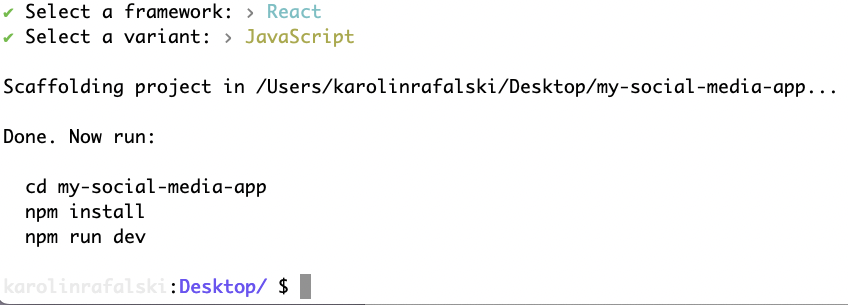 ✔ Select a framework: › React
✔ Select a variant: › JavaScript
Scaffolding project in /Users/karolinrafalski/Desktop/my-social-media-app...
Done. Now run:
cd my-social-media-app
npm install
npm run dev
karolinrafalski:Desktop/ $